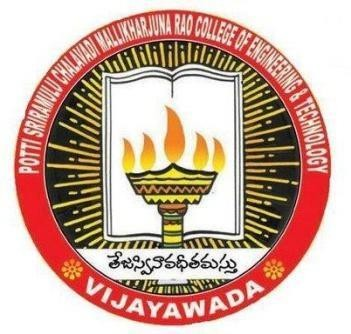 POTTI SRIRAMULU CHALAVADI MALLIKHARJUNA RAO COLLEGE OF ENGINEERING & TECHNOLOGY
తేజస్వినావధీతమస్తు
VIJAYAWADA